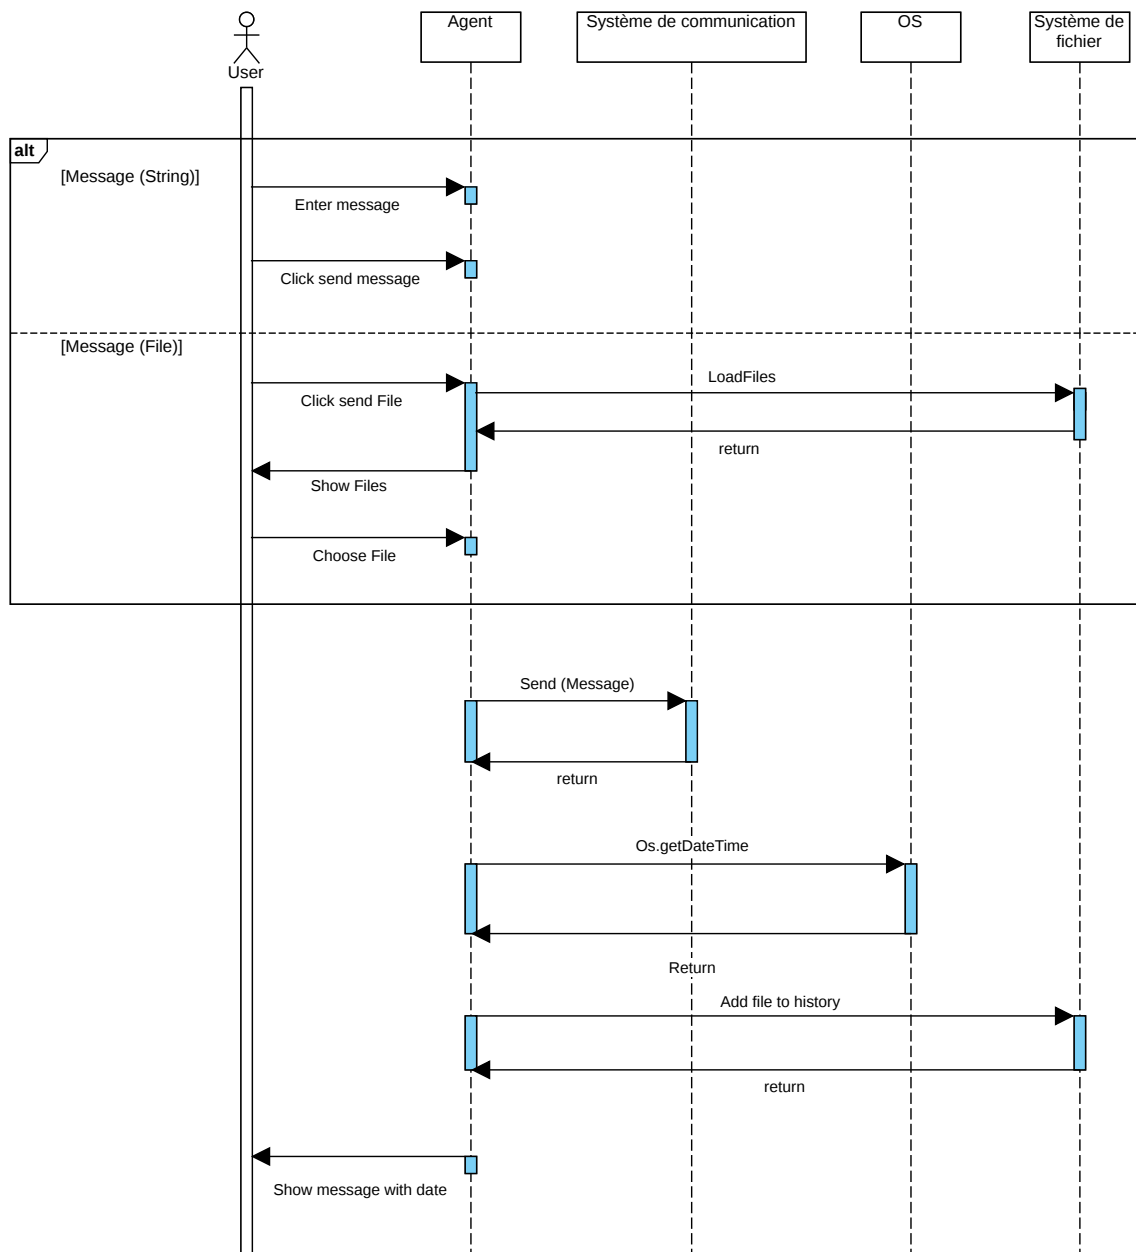 User
Agent
Système de communication
OS
Système de
fichier
alt
[Message (String)]
Enter message
Click send message
[Message (File)]
Click send File
LoadFiles
return
Show Files
Choose File
Send (Message)
return
Os.getDateTime
Return
Add file to history
return
Show message with date